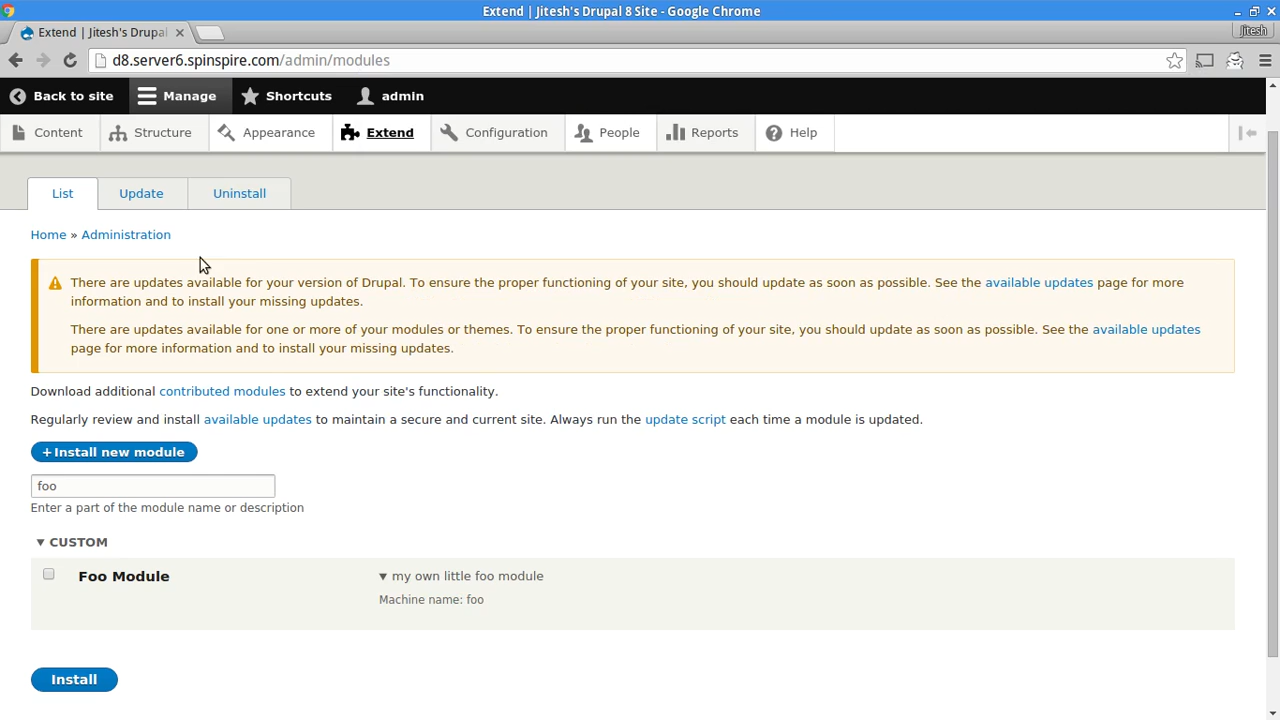 Extend | Jitesh's Drupal 8 Site - Google Chrome
Extend | Jitesh's Drupal
Jitesh
d8.server6.spinspire.com/admin/modules
Back to site Manage Shortcuts admin
Content Structure Appearance Extend Configuration People Reports Help
List Update Uninstall
Home » Administration
There are updates available for your version of Drupal. To ensure the proper functioning of your site, you should update as soon as possible. See the available updates page for more
information and to install your missing updates.
There are updates available for one or more of your modules or themes. To ensure the proper functioning of your site, you should update as soon as possible. See the available updates
page for more information and to install your missing updates.
Download additional contributed modules to extend your site's functionality.
Regularly review and install available updates to maintain a secure and current site. Always run the update script each time a module is updated.
+ Install new module
foo
Enter a part of the module name or description
▼ CUSTOM
Foo Module ▼ my own little foo module
Machine name: foo
Install